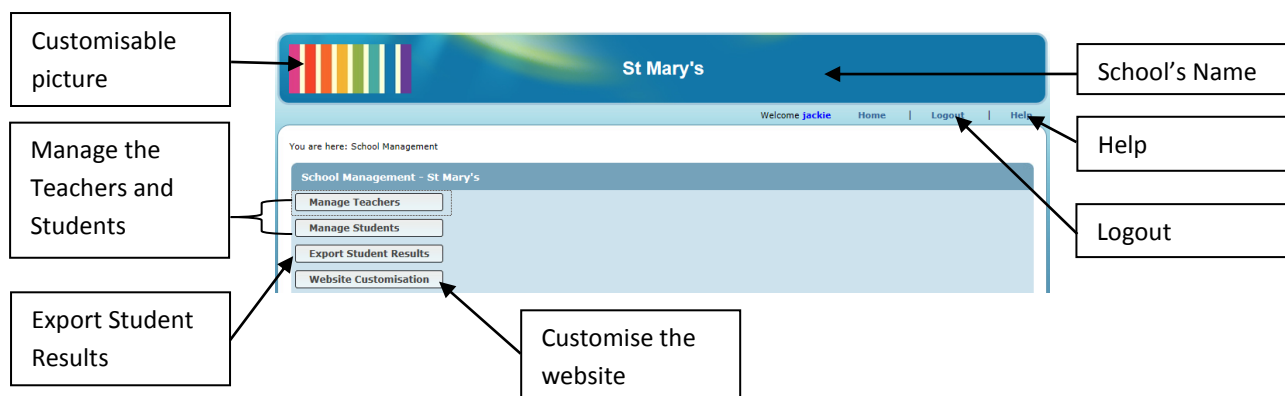 Customisable
picture
St Mary's
School's Name
Welcome jackie Home | Logout | Help
Help
You are here: School Management
Manage the
Teachers and
Students
School Management - St Mary's
Manage Teachers
Manage Students
Logout
Export Student Results
Website Customisation
Export Student
Results
Customise the
website